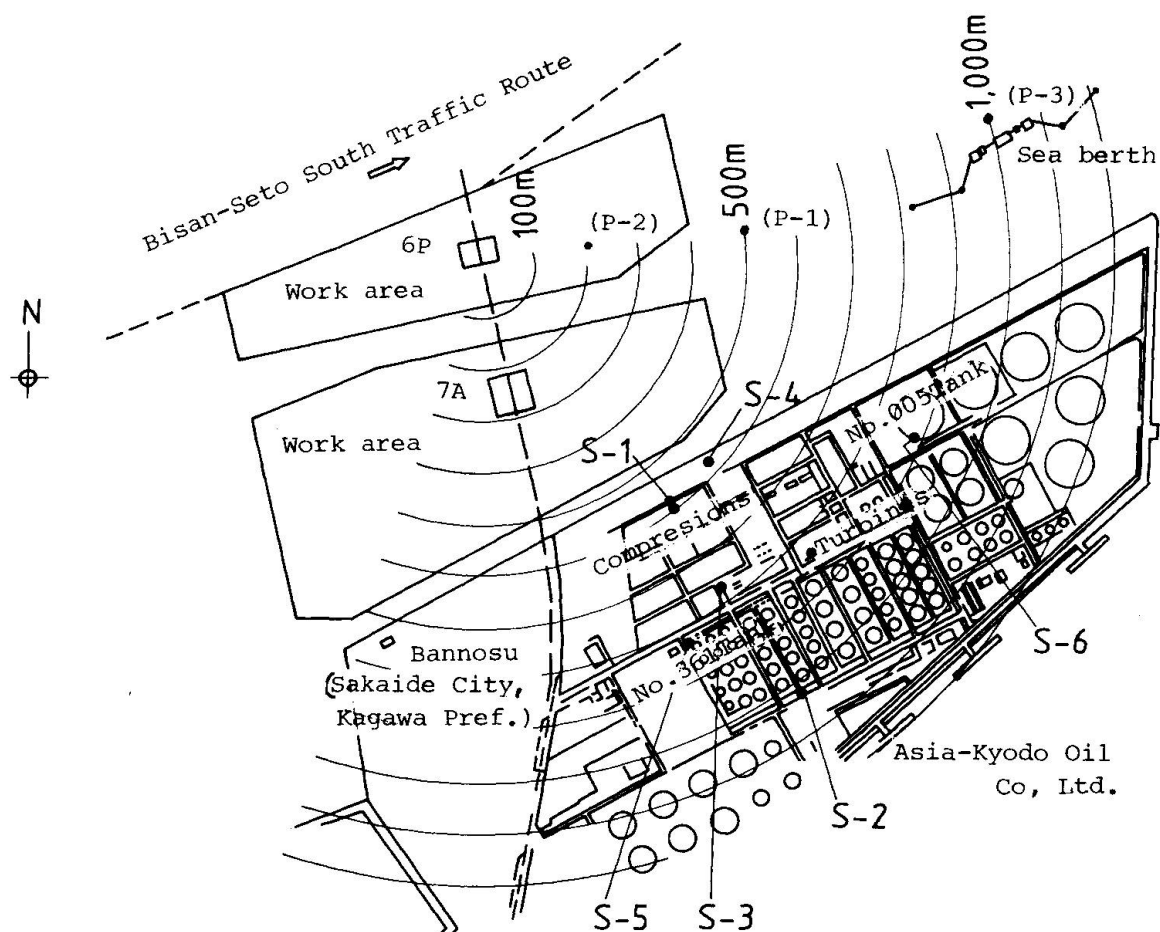 Bisan-Seto South Traffic Route
1,000m
(P-3)
Sea berth
500m
(P-1)
100m
(P-2)
6P
Work area
N
7A
Work area
S-4
S-1
No.005Tank
Compresions
Turbines
S-6
Bannosu
(Sakaide City,
Kagawa Pref.)
Asia-Kyodo Oil
Co, Ltd.
S-2
S-5
S-3